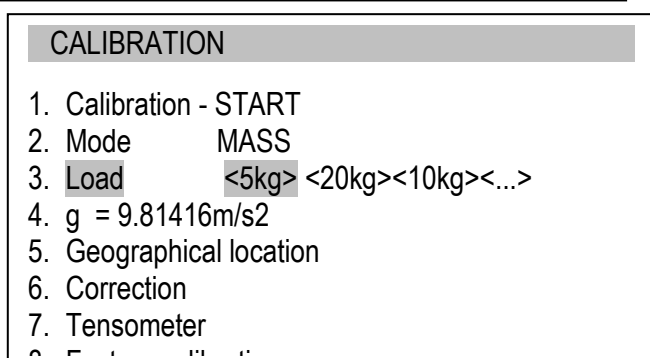 CALIBRATION
1. Calibration - START
2. Mode MASS
3. Load <5kg> <20kg><10kg><...>
4. g = 9.81416m/s2
5. Geographical location
6. Correction
7. Tensometer